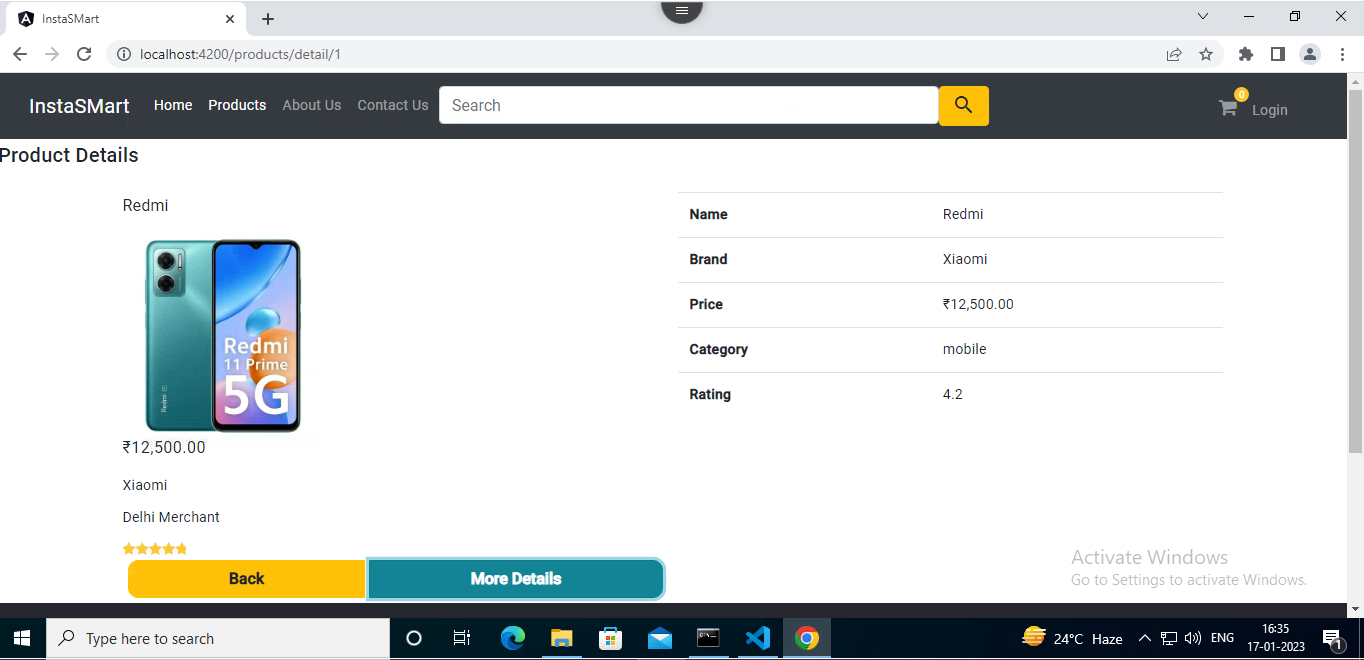 InstaSMart
localhost:4200/products/detail/1
InstaSMart Home Products About Us Contact Us Search 0 Login
Product Details
Redmi
Redmi
11 Prime
5G
Redmi
₹12,500.00
Xiaomi
Delhi Merchant
Back More Details
Name Redmi
Brand Xiaomi
Price ₹12,500.00
Category mobile
Rating 4.2
Activate Windows
Go to Settings to activate Windows.
Type here to search
24°C Haze
ENG
16:35
17-01-2023
1